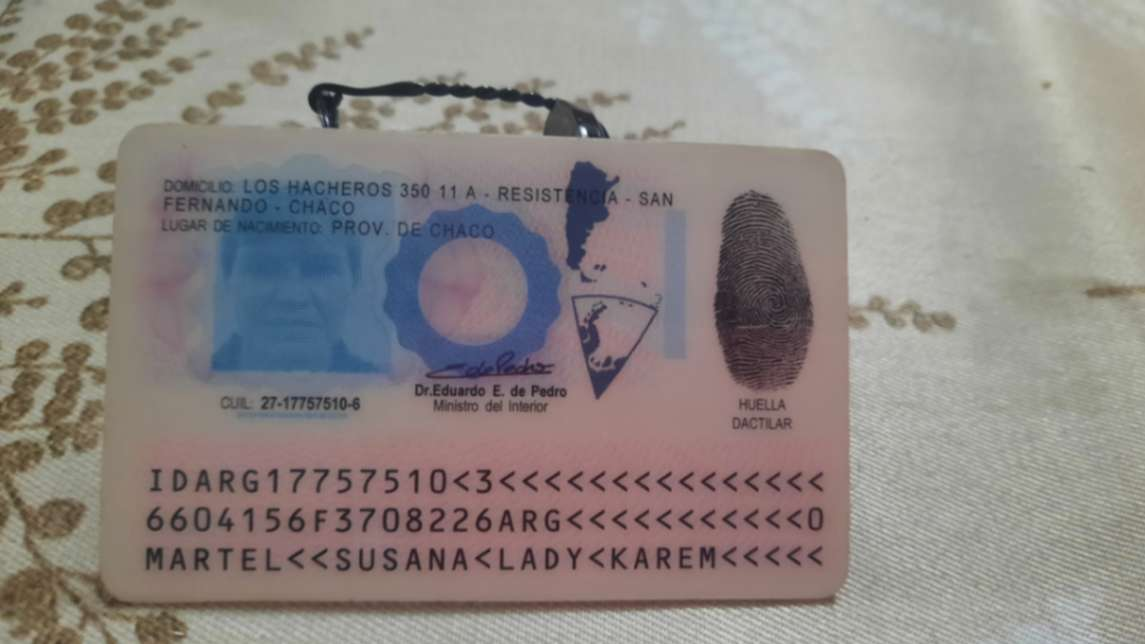 DOMICILIO: LOS HACHEROS 350 11 A - RESISTENCIA - SAN
FERNANDO - CHACO
LUGAR DE NACIMIENTO: PROV. DE CHACO
CUIL: 27-17757510-6
Dr.Eduardo E. de Pedro
Ministro del Interior
HUELLA
DACTILAR
IDARG17757510<3<<<<<<<<<<<<<<<
6604156F3708226ARG<<<<<<<<<<<0
MARTEL<<SUSANA<LADY<KAREM<<<<<